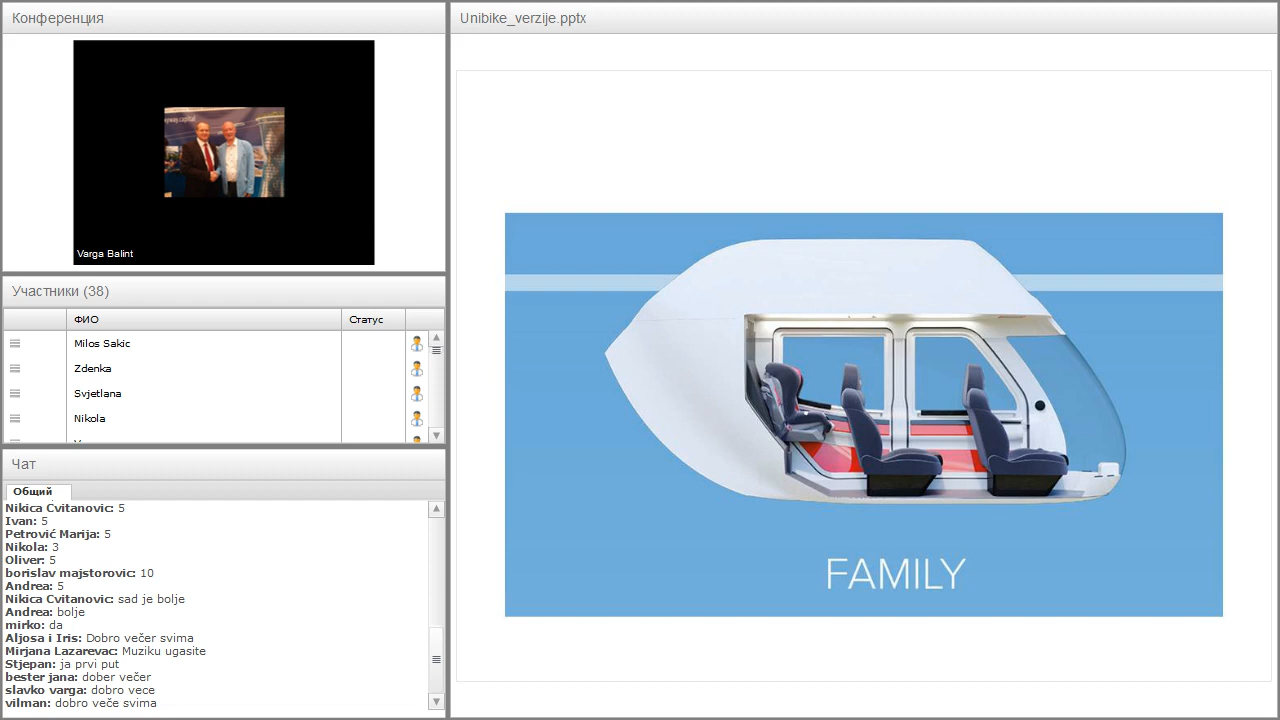 Конференция
yway.capital
Varga Balint
Участники (38)
ФИО
Статус
Milos Sakic
Zdenka
Svjetlana
Nikola
Чат
Общий
Nikica Cvitanovic: 5
Ivan: 5
Petrović Marija: 5
Nikola: 3
Oliver: 5
borislav majstorovic: 10
Andrea: 5
Nikica Cvitanovic: sad je bolje
Andrea: bolje
mirko: da
Aljosa i Iris: Dobro večer svima
Mirjana Lazarevac: Muziku ugasite
Stjepan: ja prvi put
bester jana: dober večer
slavko varga: dobro vece
vilman: dobro veče svima
Unibike_verzije.pptx
FAMILY